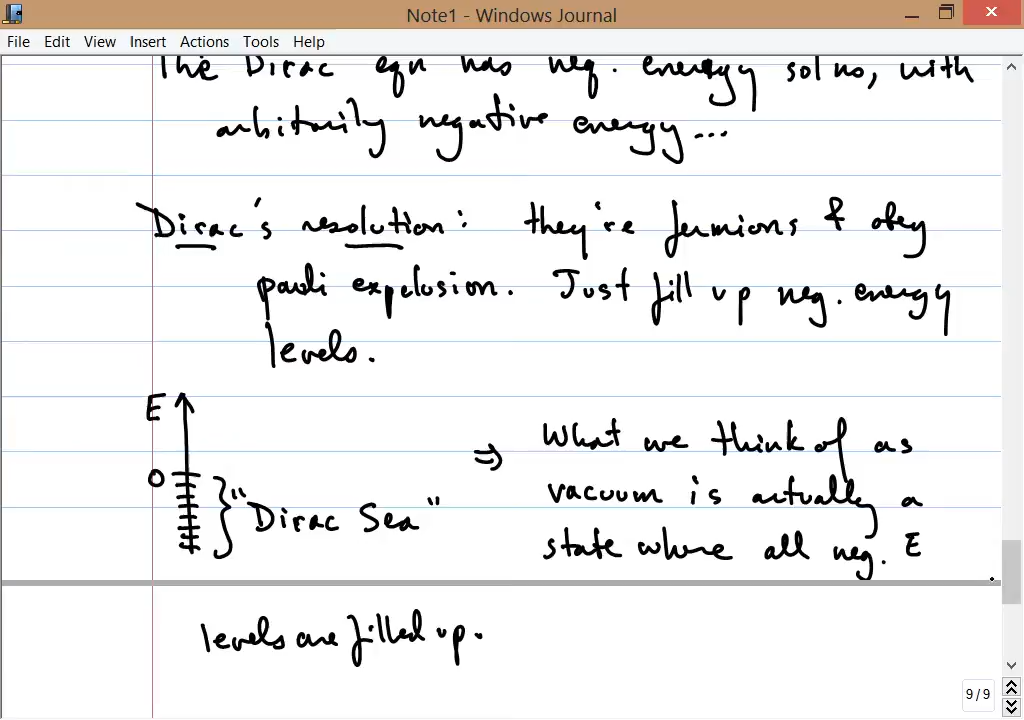 Note1 - Windows Journal
File Edit View Insert Actions Tools Help
The Dirac eqn has neg. energy solns, with
arbitrarily negative energy...
Dirac's resolution: they're fermions & obey
pauli explusion. Just fill up neg. energy
levels.
E
0
} "Dirac Sea"
⇒ What we think of as
vacuum is actually a
state where all neg. E
levels are filled up.
9/9